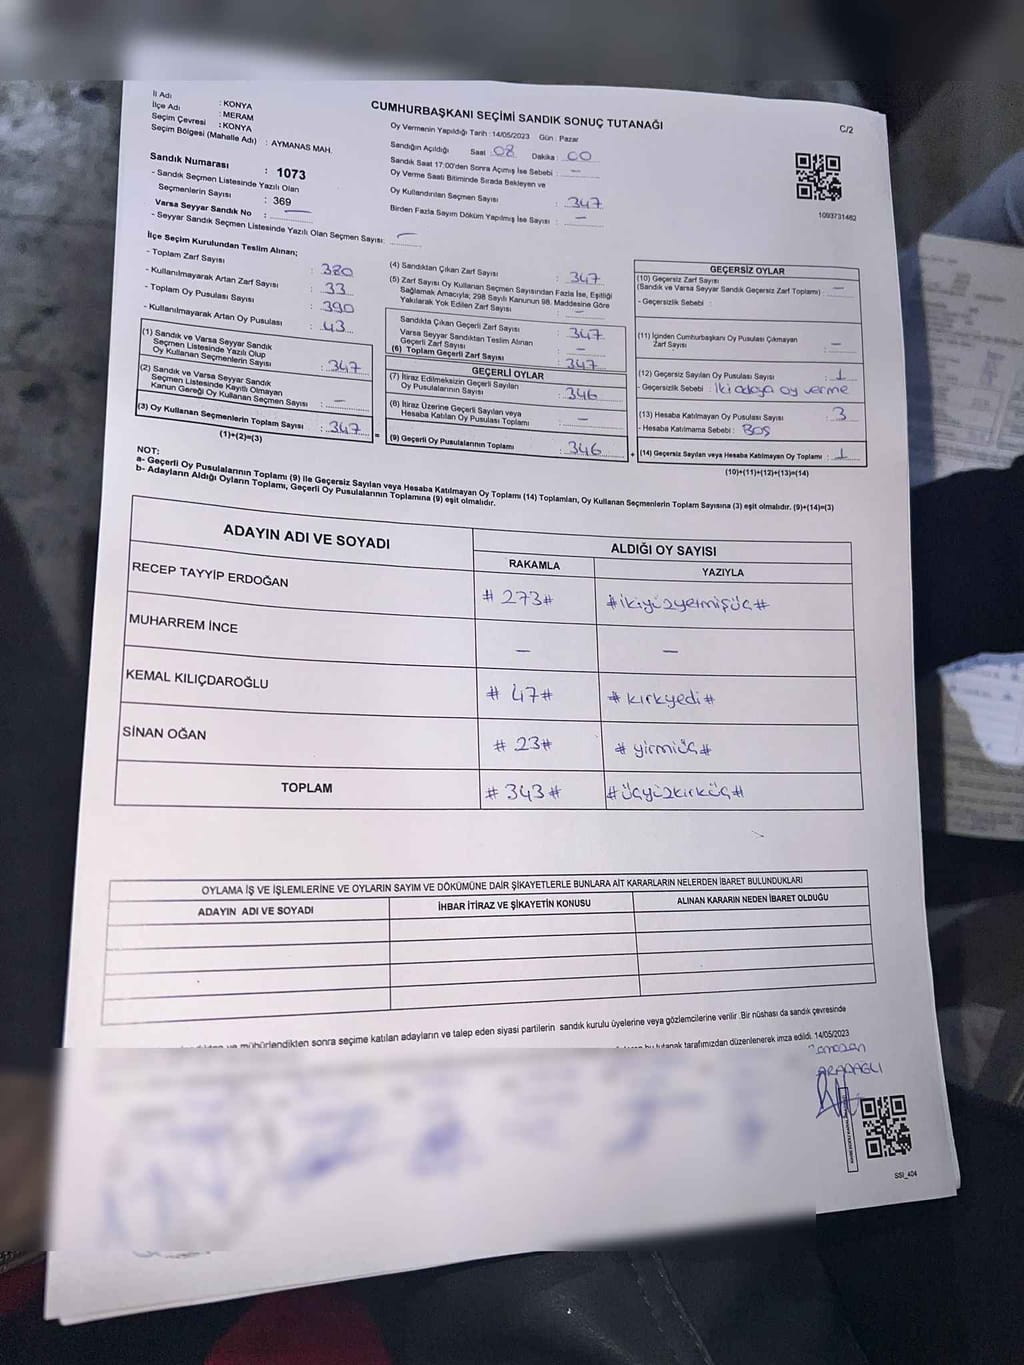 İl Adı : KONYA
İlçe Adı : MERAM
Seçim Çevresi : KONYA
Seçim Bölgesi (Mahalle Adı) : AYMANAS MAH.
CUMHURBAŞKANI SEÇİMİ SANDIK SONUÇ TUTANAĞI
C/2
Oy Vermenin Yapıldığı Tarih : 14/05/2023 Gün : Pazar
Sandığın Açıldığı Saat 08 Dakika : 00
Sandık Saat 17:00'den Sonra Açımış İse Sebebi : —
Oy Verme Saati Bitiminde Sırada Bekleyen ve
Oy Kullandırılan Seçmen Sayısı : 347
Birden Fazla Sayım Döküm Yapılmış İse Sayısı : —
1093731462
Sandık Numarası : 1073
- Sandık Seçmen Listesinde Yazılı Olan
Seçmenlerin Sayısı : 369
Varsa Seyyar Sandık No : —
- Seyyar Sandık Seçmen Listesinde Yazılı Olan Seçmen Sayısı: —
İlçe Seçim Kurulundan Teslim Alınan;
- Toplam Zarf Sayısı : 380
- Kullanılmayarak Artan Zarf Sayısı : 33
- Toplam Oy Pusulası Sayısı : 390
- Kullanılmayarak Artan Oy Pusulası : 43
(1) Sandık ve Varsa Seyyar Sandık
Seçmen Listesinde Yazılı Olup
Oy Kullanan Seçmenlerin Sayısı : 347
(2) Sandık ve Varsa Seyyar Sandık
Seçmen Listesinde Kayıtlı Olmayan
Kanun Gereği Oy Kullanan Seçmen Sayısı : —
(3) Oy Kullanan Seçmenlerin Toplam Sayısı : 347 =
(1)+(2)=(3)
(4) Sandıktan Çıkan Zarf Sayısı : 347
(5) Zarf Sayısı Oy Kullanan Seçmen Sayısından Fazla İse, Eşitliği
Sağlamak Amacıyla; 298 Sayılı Kanunun 98. Maddesine Göre
Yakılarak Yok Edilen Zarf Sayısı : —
Sandıkta Çıkan Geçerli Zarf Sayısı : 347
Varsa Seyyar Sandıktan Teslim Alınan
Geçerli Zarf Sayısı : —
(6) Toplam Geçerli Zarf Sayısı : 347
GEÇERLİ OYLAR
(7) İtiraz Edilmeksizin Geçerli Sayılan
Oy Pusulalarının Sayısı : 346
(8) İtiraz Üzerine Geçerli Sayılan veya
Hesaba Katılan Oy Pusulası Toplamı : —
(9) Geçerli Oy Pusulalarının Toplamı : 346 +
GEÇERSİZ OYLAR
(10) Geçersiz Zarf Sayısı
(Sandık ve Varsa Seyyar Sandık Geçersiz Zarf Toplamı) : —
- Geçersizlik Sebebi :
(11) İçinden Cumhurbaşkanı Oy Pusulası Çıkmayan
Zarf Sayısı : —
(12) Geçersiz Sayılan Oy Pusulası Sayısı : 1
- Geçersizlik Sebebi : İki adaya oy verme
(13) Hesaba Katılmayan Oy Pusulası Sayısı : 3
- Hesaba Katılmama Sebebi : BOŞ
(14) Geçersiz Sayılan veya Hesaba Katılmayan Oy Toplamı : 1
(10)+(11)+(12)+(13)=(14)
NOT:
a- Geçerli Oy Pusulalarının Toplamı (9) İle Geçersiz Sayılan veya Hesaba Katılmayan Oy Toplamı (14) Toplamları, Oy Kullanan Seçmenlerin Toplam Sayısına (3) eşit olmalıdır. (9)+(14)=(3)
b- Adayların Aldığı Oyların Toplamı, Geçerli Oy Pusulalarının Toplamına (9) eşit olmalıdır.
ADAYIN ADI VE SOYADI ALDIĞI OY SAYISI
RAKAMLA YAZIYLA
RECEP TAYYİP ERDOĞAN # 273# #ikiyüzyetmişüç#
MUHARREM İNCE — —
KEMAL KILIÇDAROĞLU # 47# #kırkyedi#
SİNAN OĞAN # 23# # yirmiüç#
TOPLAM # 343 # #üçyüzkırküç#
OYLAMA İŞ VE İŞLEMLERİNE VE OYLARIN SAYIM VE DÖKÜMÜNE DAİR ŞİKAYETLERLE BUNLARA AİT KARARLARIN NELERDEN İBARET BULUNDUKLARI
ADAYIN ADI VE SOYADI İHBAR İTİRAZ VE ŞİKAYETİN KONUSU ALINAN KARARIN NEDEN İBARET OLDUĞU
mühürlendikten sonra seçime katılan adayların ve talep eden siyasi partilerin sandık kurulu üyelerine veya gözlemcilerine verilir .Bir nüshası da sandık çevresinde
bu tutanak tarafımızdan düzenlenerek imza edildi. 14/05/2023
SSI_404